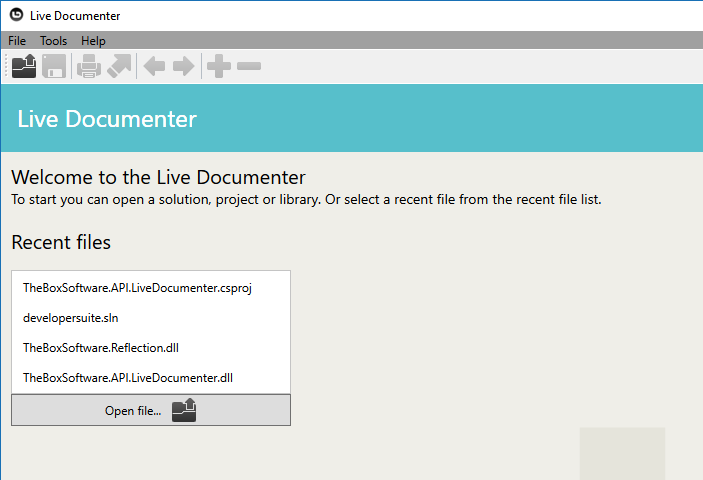 Live Documenter
File Tools Help
Live Documenter
Welcome to the Live Documenter
To start you can open a solution, project or library. Or select a recent file from the recent file list.
Recent files
TheBoxSoftware.API.LiveDocumenter.csproj
developersuite.sln
TheBoxSoftware.Reflection.dll
TheBoxSoftware.API.LiveDocumenter.dll
Open file...